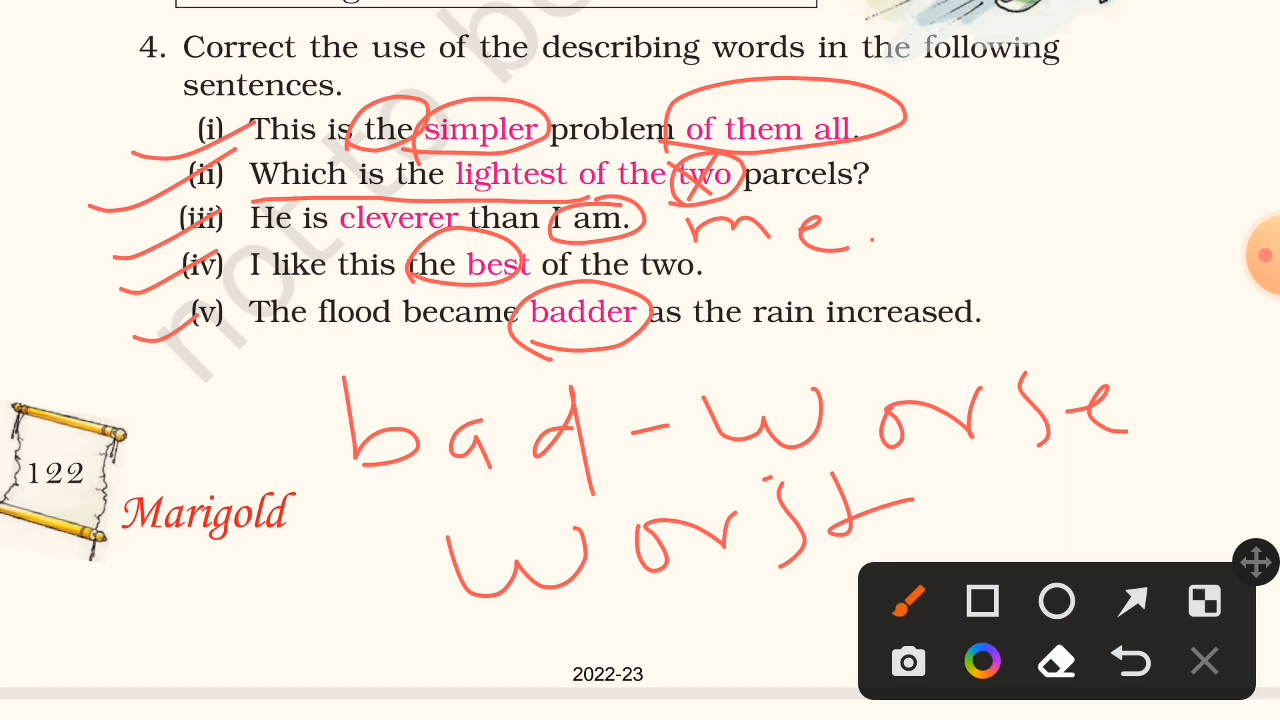 4. Correct the use of the describing words in the following
sentences.
(i) This is the simpler problem of them all.
(ii) Which is the lightest of the two parcels?
(iii) He is cleverer than I am.
me.
(iv) I like this the best of the two.
(v) The flood became badder as the rain increased.
bad - worse
worst
122
Marigold
2022-23
not to be